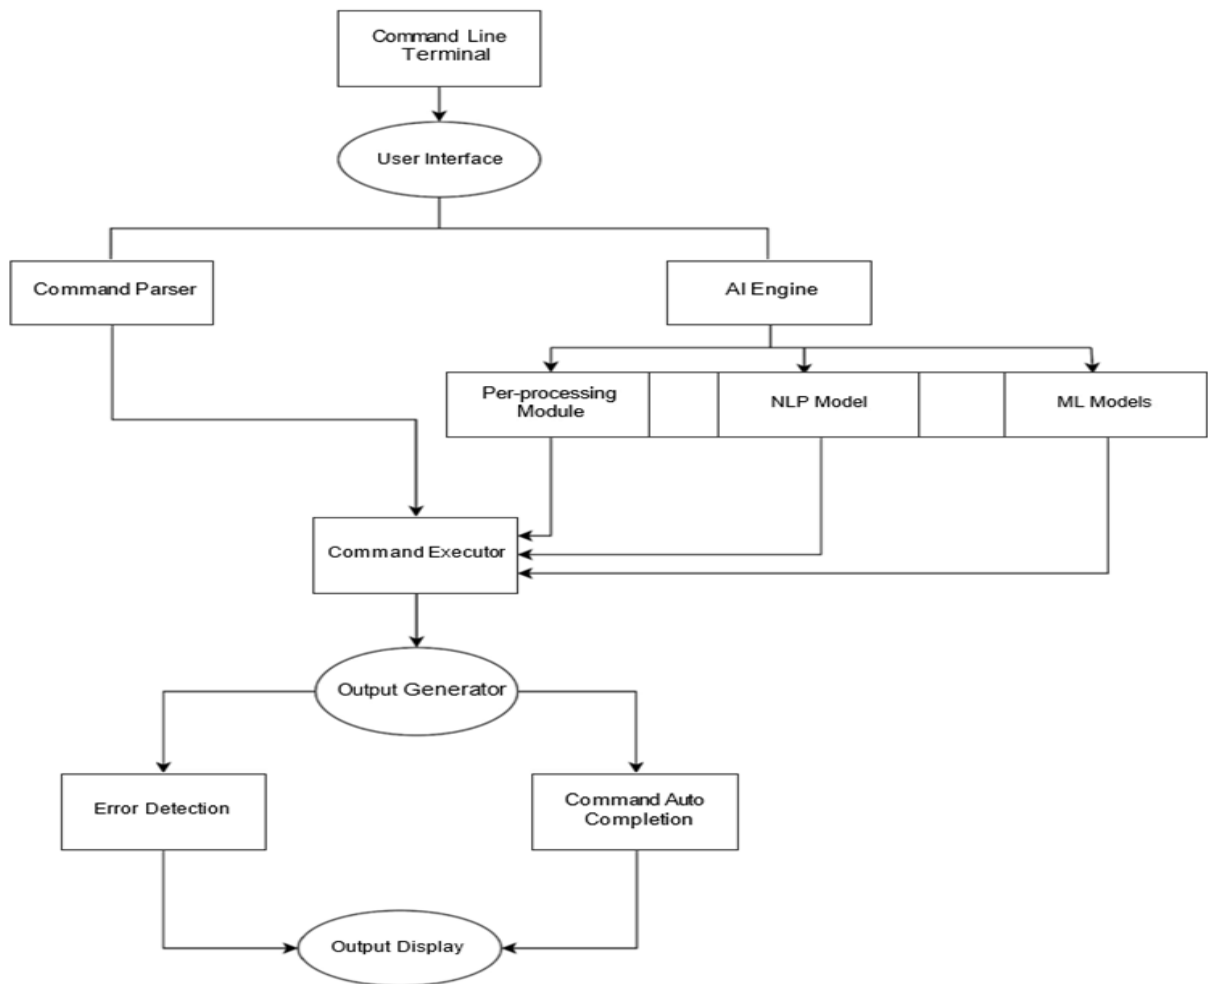 Command Line
Terminal
User Interface
Command Parser
AI Engine
Per-processing
Module
NLP Model
ML Models
Command Executor
Output Generator
Error Detection
Command Auto
Completion
Output Display